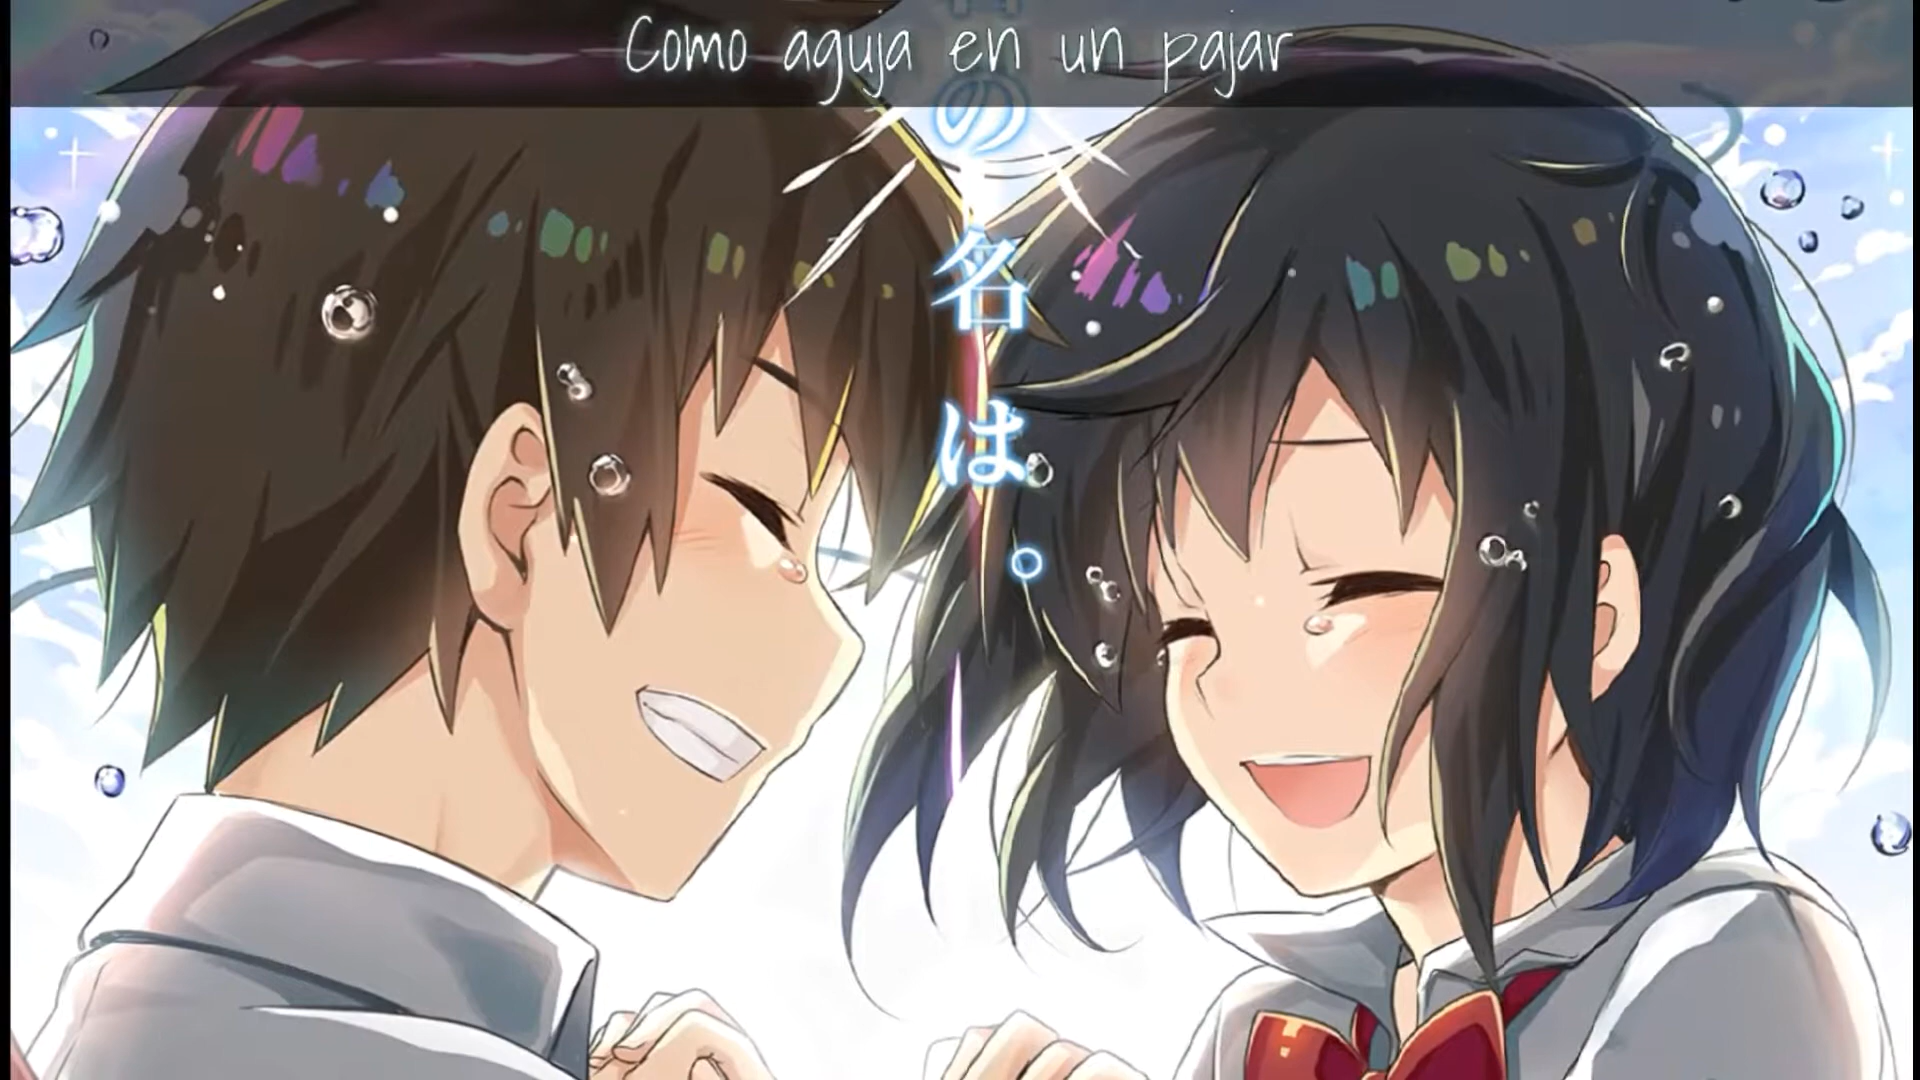 Como aguja en un pajar
の名は。